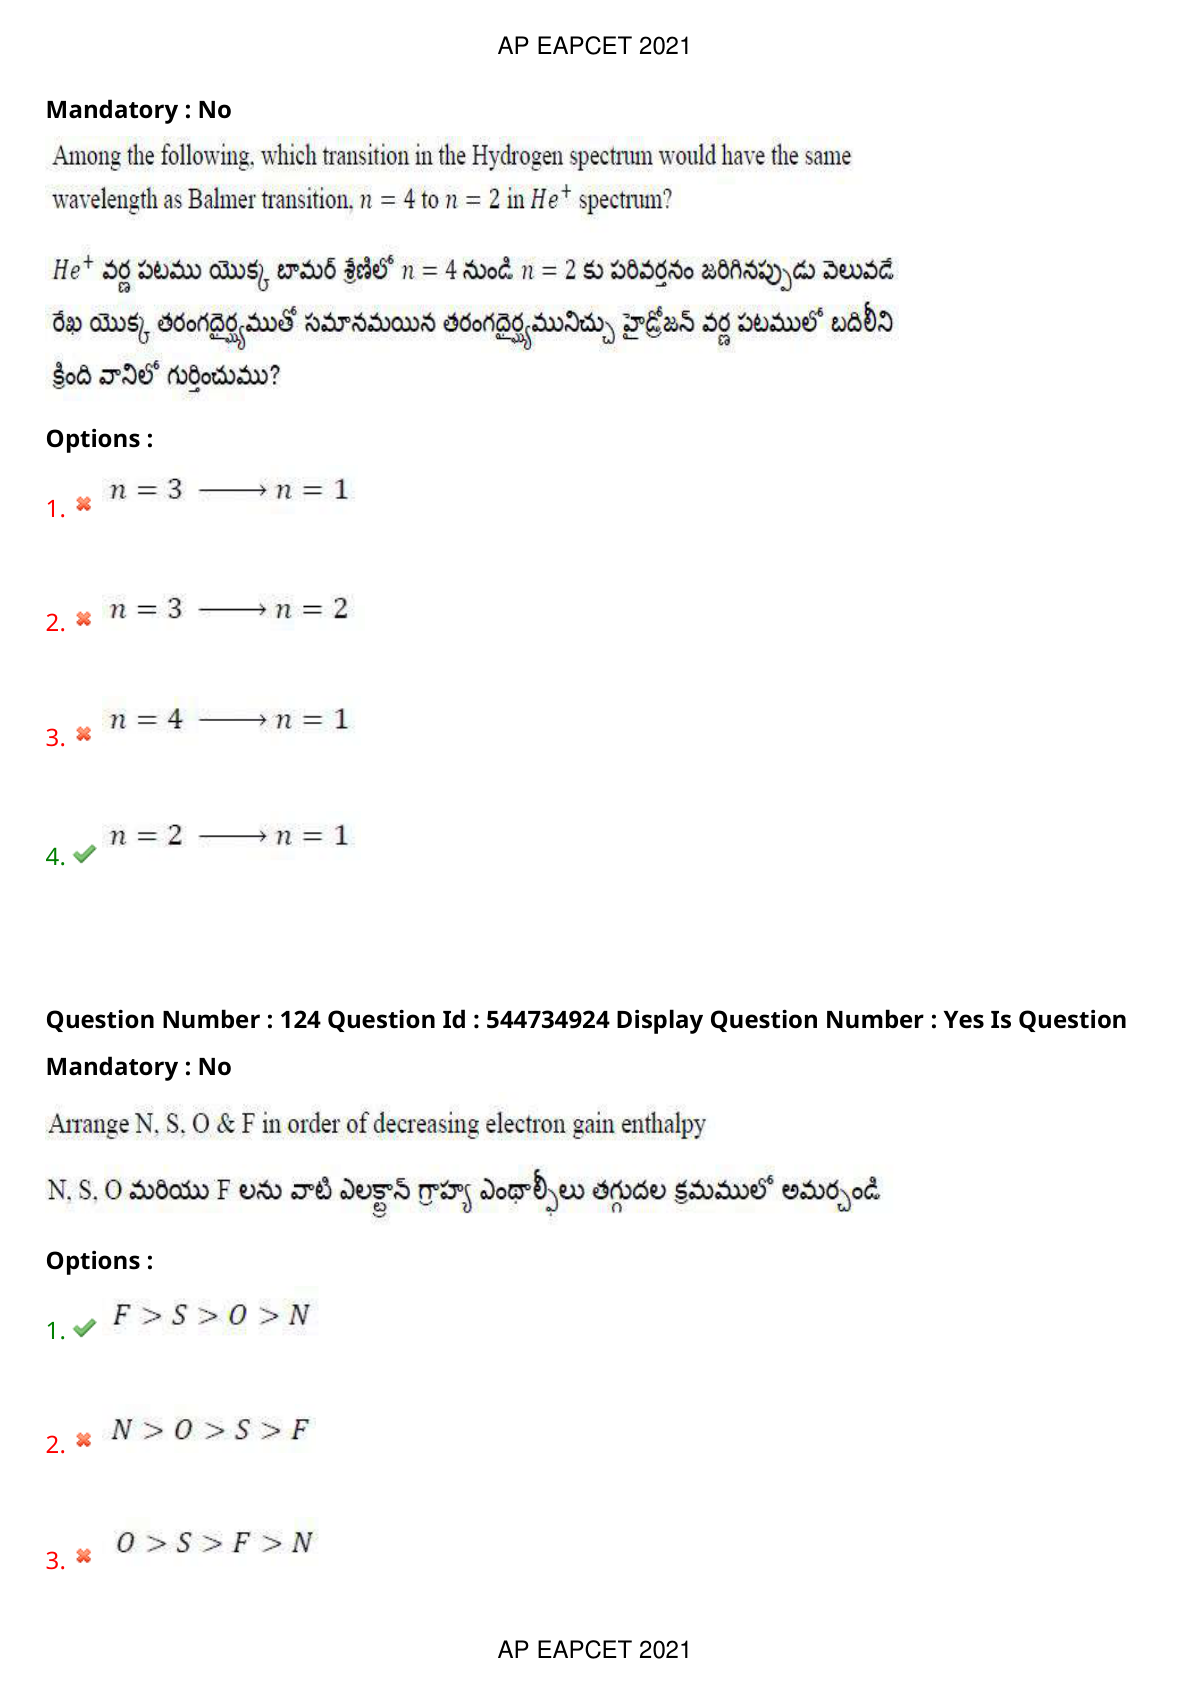 AP EAPCET 2021
Mandatory : No
Among the following, which transition in the Hydrogen spectrum would have the same
wavelength as Balmer transition, n = 4 to n = 2 in He⁺ spectrum?
He⁺ వర్ణ పటము యొక్క బామర్ శ్రేణిలో n = 4 నుండి n = 2 కు పరివర్తనం జరిగినప్పుడు వెలువడే
రేఖ యొక్క తరంగదైర్ఘ్యముతో సమానమయిన తరంగదైర్ఘ్యమునిచ్చు హైడ్రోజన్ వర్ణ పటములో బదిలీని
క్రింది వానిలో గుర్తించుము?
Options :
1. n = 3 ⟶ n = 1
2. n = 3 ⟶ n = 2
3. n = 4 ⟶ n = 1
4. n = 2 ⟶ n = 1
Question Number : 124 Question Id : 544734924 Display Question Number : Yes Is Question
Mandatory : No
Arrange N, S, O & F in order of decreasing electron gain enthalpy
N, S, O మరియు F లను వాటి ఎలక్ట్రాన్ గ్రాహ్య ఎంథాల్పీలు తగ్గుదల క్రమములో అమర్చండి
Options :
1. F > S > O > N
2. N > O > S > F
3. O > S > F > N
AP EAPCET 2021